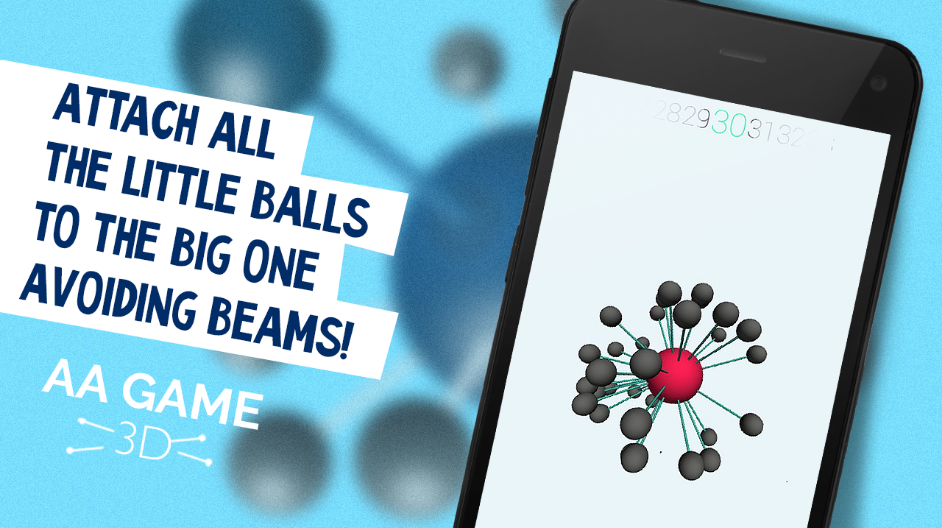 ATTACH ALL
THE LITTLE BALLS
TO THE BIG ONE
AVOIDING BEAMS!
AA GAME
3D
2829303132